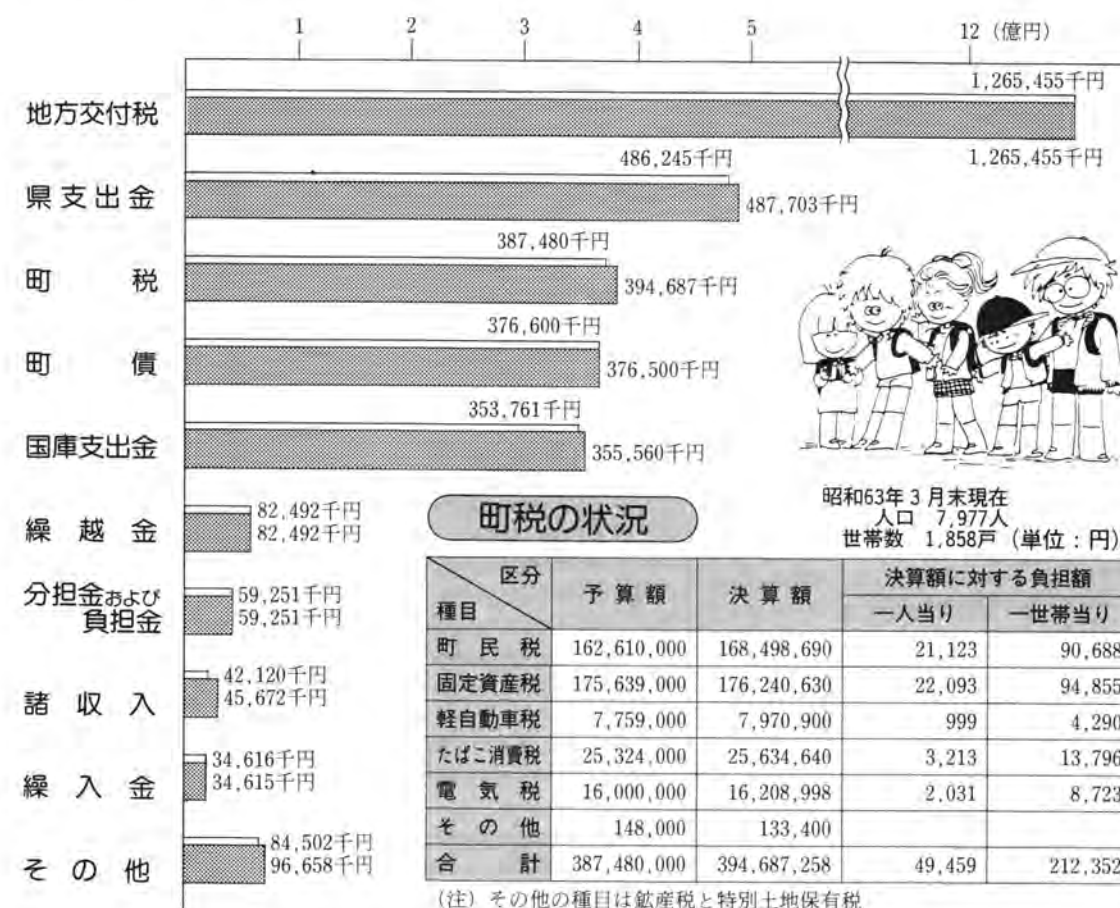 1 2 3 4 5 12 (億円)
地方交付税 1,265,455千円
1,265,455千円
県支出金 486,245千円
487,703千円
町税 387,480千円
394,687千円
町債 376,600千円
376,500千円
国庫支出金 353,761千円
355,560千円
繰越金 82,492千円
82,492千円
分担金および 59,251千円
負担金 59,251千円
諸収入 42,120千円
45,672千円
繰入金 34,616千円
34,615千円
その他 84,502千円
96,658千円
町税の状況
昭和63年3月末現在
人口 7,977人
世帯数 1,858戸 (単位:円)
区分 種目 予算額 決算額 決算額に対する負担額
一人当り 一世帯当り
町民税 162,610,000 168,498,690 21,123 90,688
固定資産税 175,639,000 176,240,630 22,093 94,855
軽自動車税 7,759,000 7,970,900 999 4,290
たばこ消費税 25,324,000 25,634,640 3,213 13,796
電気税 16,000,000 16,208,998 2,031 8,723
その他 148,000 133,400
合計 387,480,000 394,687,258 49,459 212,352
(注) その他の種目は鉱産税と特別土地保有税